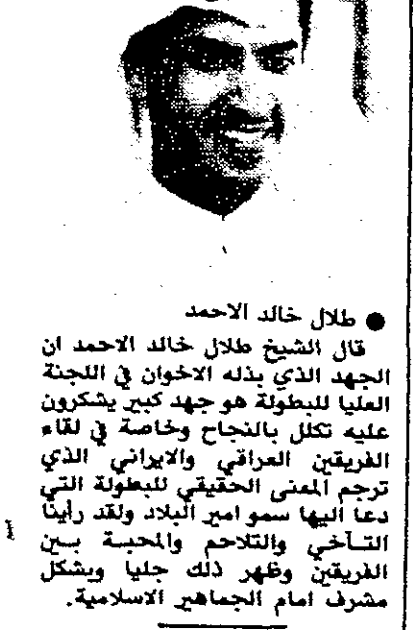 ● طلال خالد الاحمد
قال الشيخ طلال خالد الاحمد ان
الجهد الذي بذله الاخوان في اللجنة
العليا للبطولة هو جهد كبير يشكرون
عليه تكلل بالنجاح وخاصة في لقاء
الفريقين العراقي والايراني الذي
ترجم المعنى الحقيقي للبطولة التي
دعا اليها سمو امير البلاد ولقد رأينا
التآخي والتلاحم والمحبة بين
الفريقين وظهر ذلك جليا وبشكل
مشرف امام الجماهير الاسلامية.